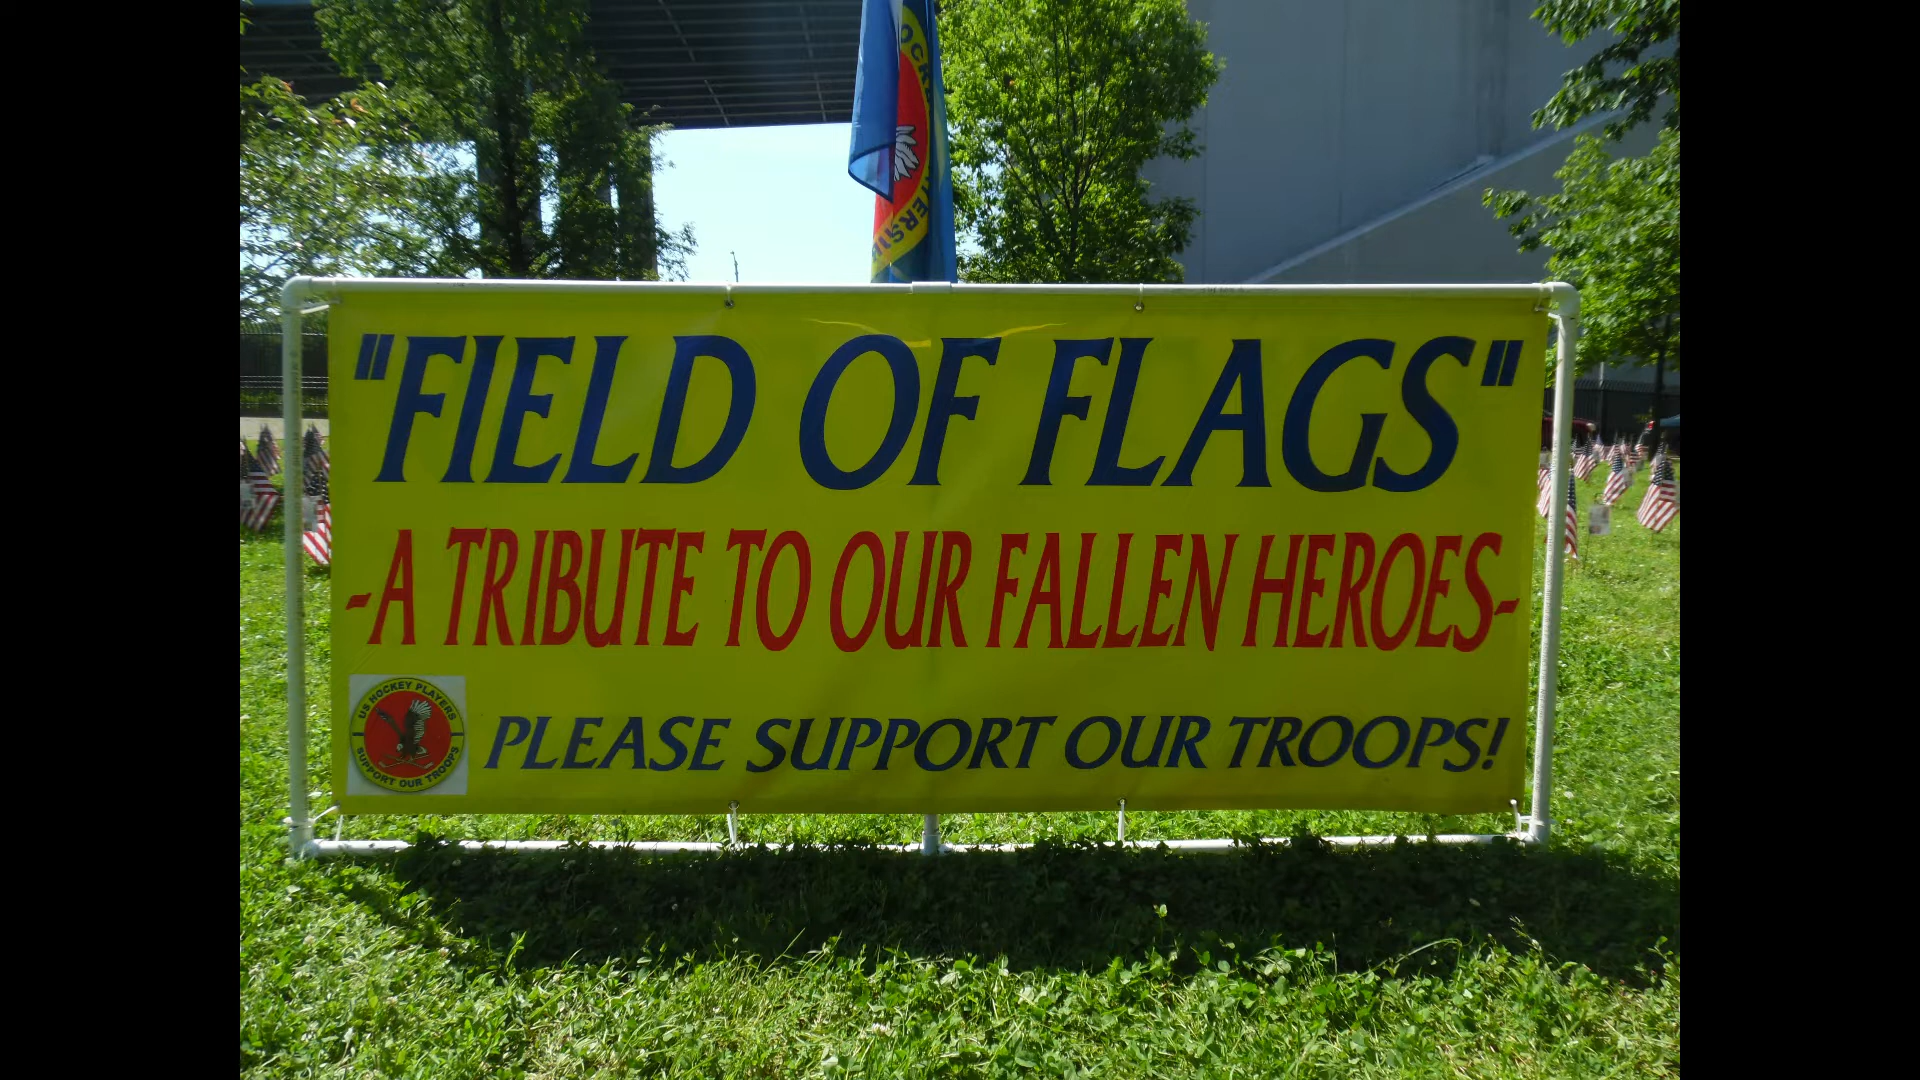 "FIELD OF FLAGS"
-A TRIBUTE TO OUR FALLEN HEROES-
US HOCKEY PLAYERS
SUPPORT OUR TROOPS
PLEASE SUPPORT OUR TROOPS!